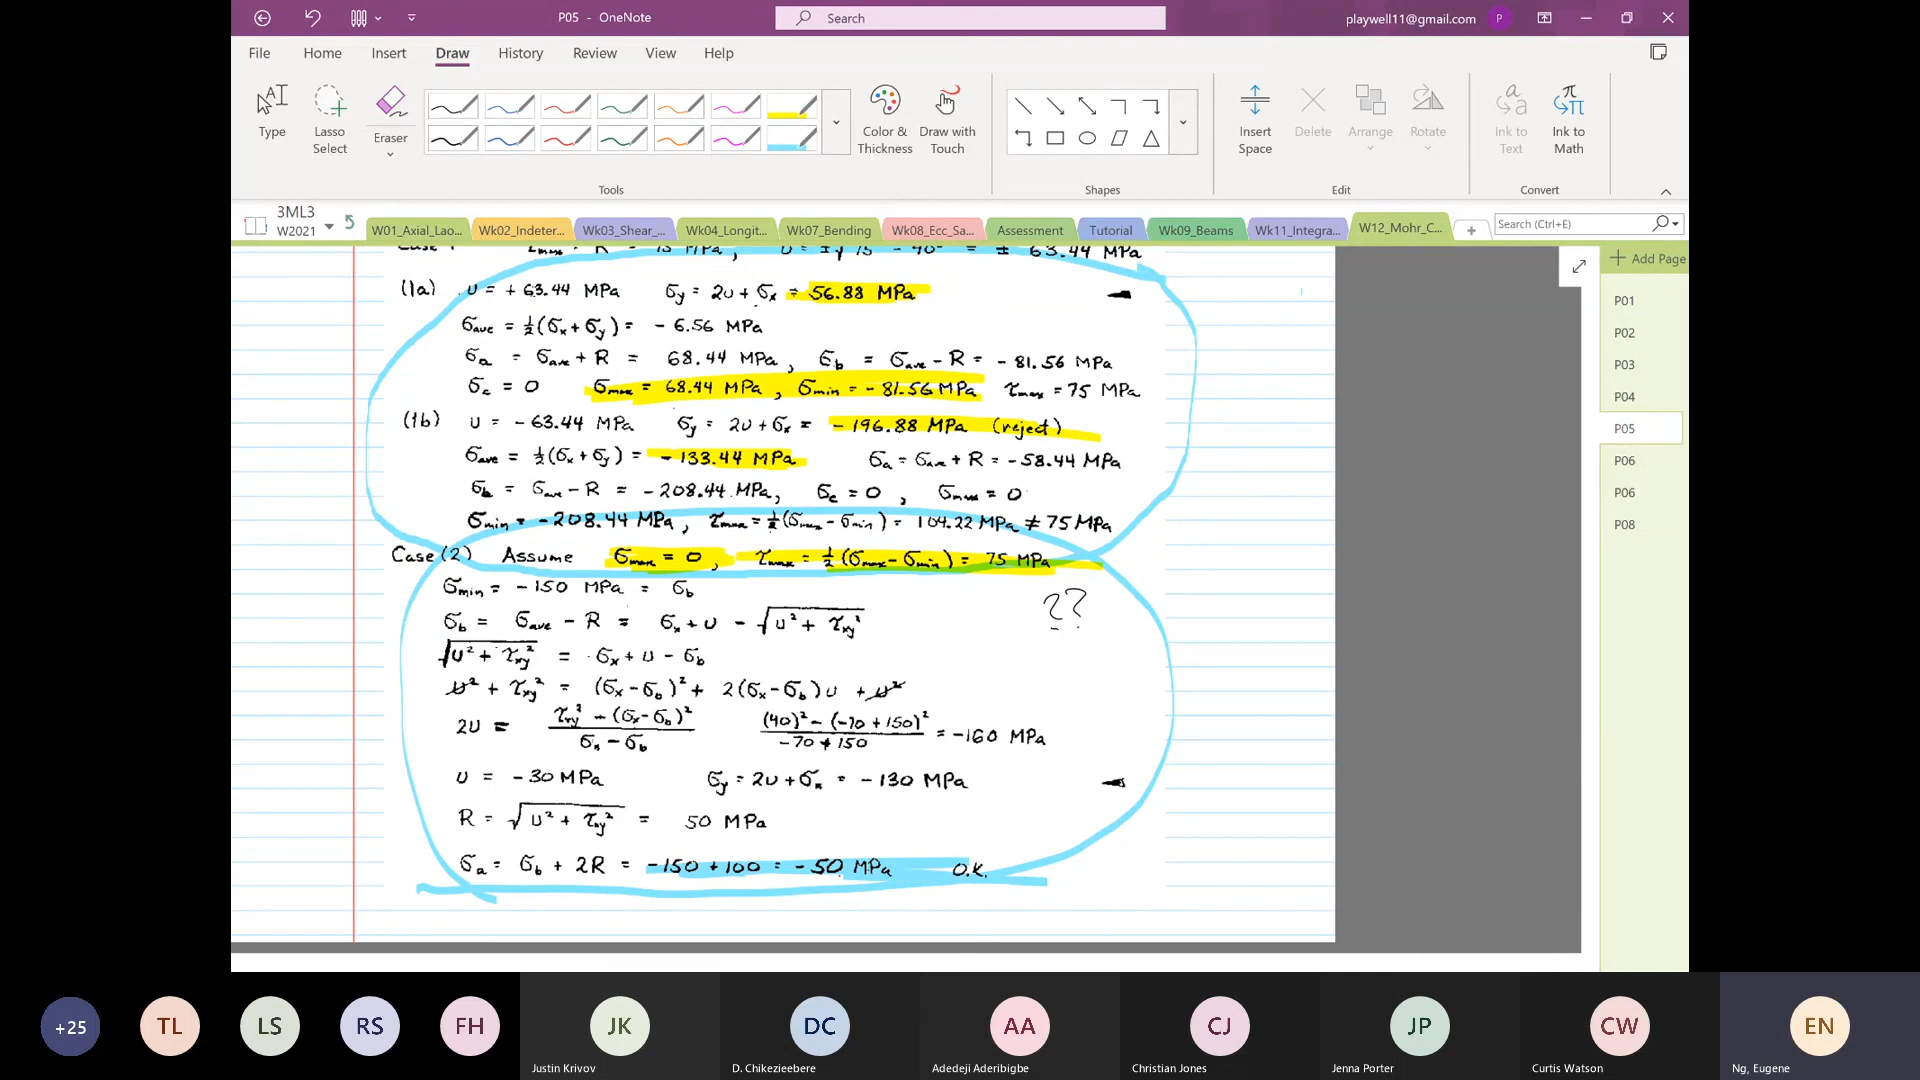 P05 - OneNote
Search
playwell11@gmail.com
P
File Home Insert Draw History Review View Help
Type
Lasso Select
Eraser
Color & Thickness
Draw with Touch
Insert Space
Delete
Arrange
Rotate
Ink to Text
Ink to Math
Tools
Shapes
Edit
Convert
3ML3
W2021
W01_Axial_Lao...
Wk02_Indeter...
Wk03_Shear_...
Wk04_Longit...
Wk07_Bending
Wk08_Ecc_Sa...
Assessment
Tutorial
Wk09_Beams
Wk11_Integra...
W12_Mohr_C...
Search (Ctrl+E)
Add Page
P01
P02
P03
P04
P05
P06
P06
P08
(1a) U = + 63.44 MPa σy = 2U + σx = 56.88 MPa
σave = ½(σx + σy) = - 6.56 MPa
σa = σave + R = 68.44 MPa, σb = σave - R = - 81.56 MPa
σc = 0 σmax = 68.44 MPa, σmin = - 81.56 MPa τmax = 75 MPa
(1b) U = - 63.44 MPa σy = 2U + σx = - 196.88 MPa (reject)
σave = ½(σx + σy) = - 133.44 MPa σa = σave + R = - 58.44 MPa
σb = σave - R = - 208.44 MPa, σc = 0, σmax = 0
σmin = - 208.44 MPa, τmax = ½(σmax - σmin) = 104.22 MPa ≠ 75 MPa
Case (2) Assume σmax = 0, τmax = ½(σmax - σmin) = 75 MPa
σmin = - 150 MPa = σb
??
σb = σave - R = σx + U - √(U² + τxy²)
√(U² + τxy²) = σx + U - σb
U² + τxy² = (σx - σb)² + 2(σx - σb)U + U²
2U = (τxy² - (σx - σb)²) / (σx - σb) ((40)² - (-70 + 150)²) / (-70 + 150) = -160 MPa
U = - 30 MPa σy = 2U + σx = - 130 MPa
R = √(U² + τxy²) = 50 MPa
σa = σb + 2R = - 150 + 100 = - 50 MPa O.K.
+25
TL
LS
RS
FH
JK
DC
AA
CJ
JP
CW
EN
Justin Krivov
D. Chikezieebere
Adedeji Aderibigbe
Christian Jones
Jenna Porter
Curtis Watson
Ng, Eugene